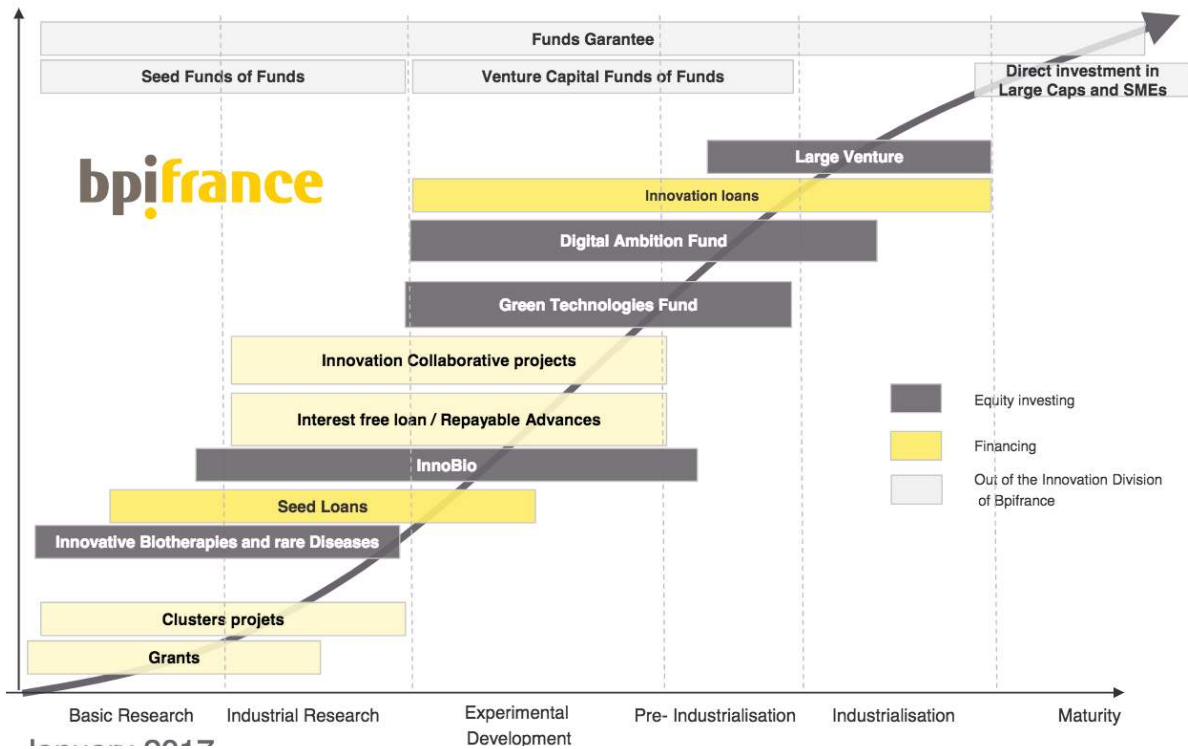 Funds Garantee
Seed Funds of Funds
Venture Capital Funds of Funds
Direct investment in
Large Caps and SMEs
bpifrance
Large Venture
Innovation loans
Digital Ambition Fund
Green Technologies Fund
Innovation Collaborative projects
Interest free loan / Repayable Advances
InnoBio
Seed Loans
Innovative Biotherapies and rare Diseases
Clusters projets
Grants
Equity investing
Financing
Out of the Innovation Division
of Bpifrance
Basic Research
Industrial Research
Experimental
Development
Pre- Industrialisation
Industrialisation
Maturity
January 2017